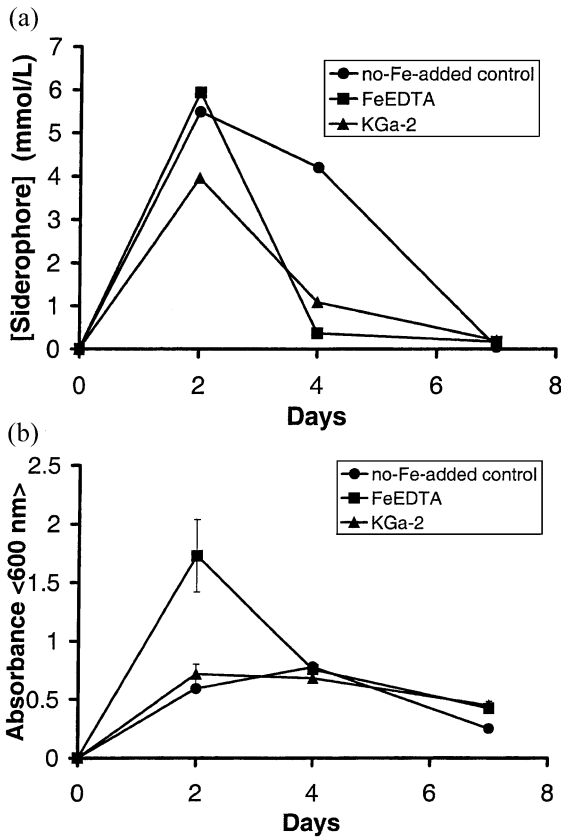 (a)
[Siderophore] (mmol/L)
7
6
5
4
3
2
1
0
no-Fe-added control
FeEDTA
KGa-2
0 2 4 6 8
Days
(b)
Absorbance <600 nm>
2.5
2
1.5
1
0.5
0
no-Fe-added control
FeEDTA
KGa-2
0 2 4 6 8
Days